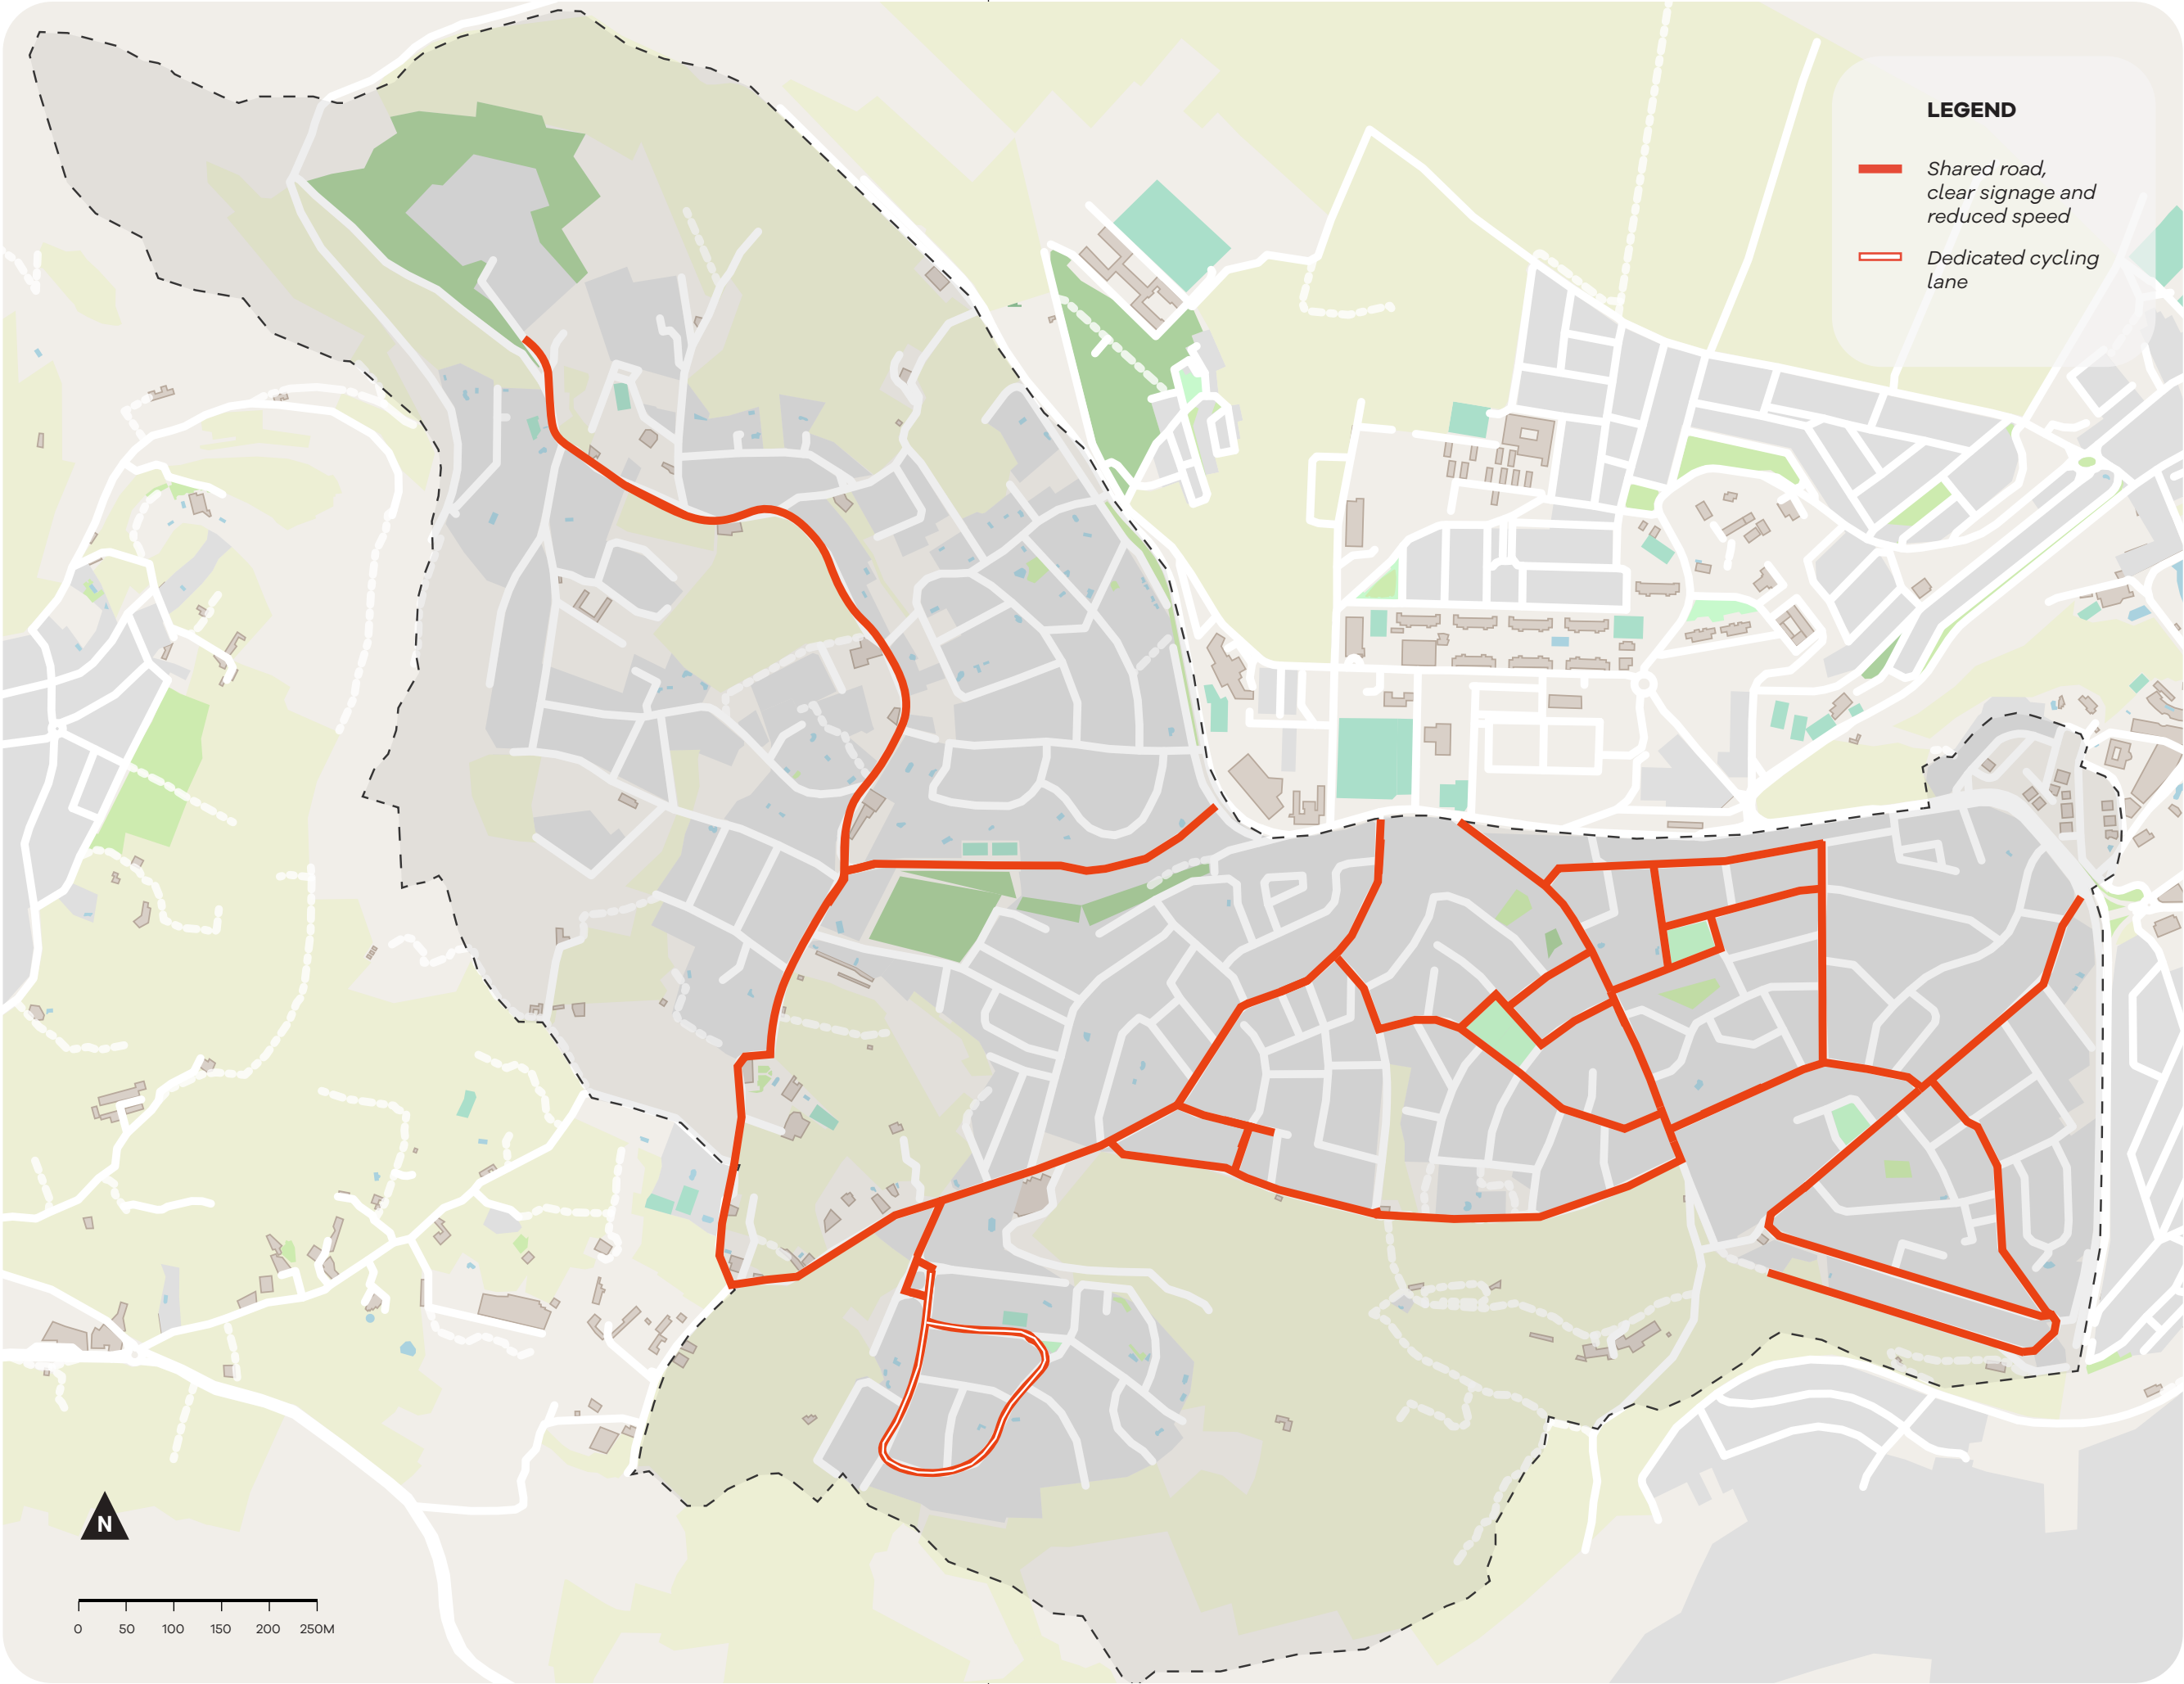 LEGEND
Shared road,
clear signage and
reduced speed
Dedicated cycling
lane
N
0 50 100 150 200 250M